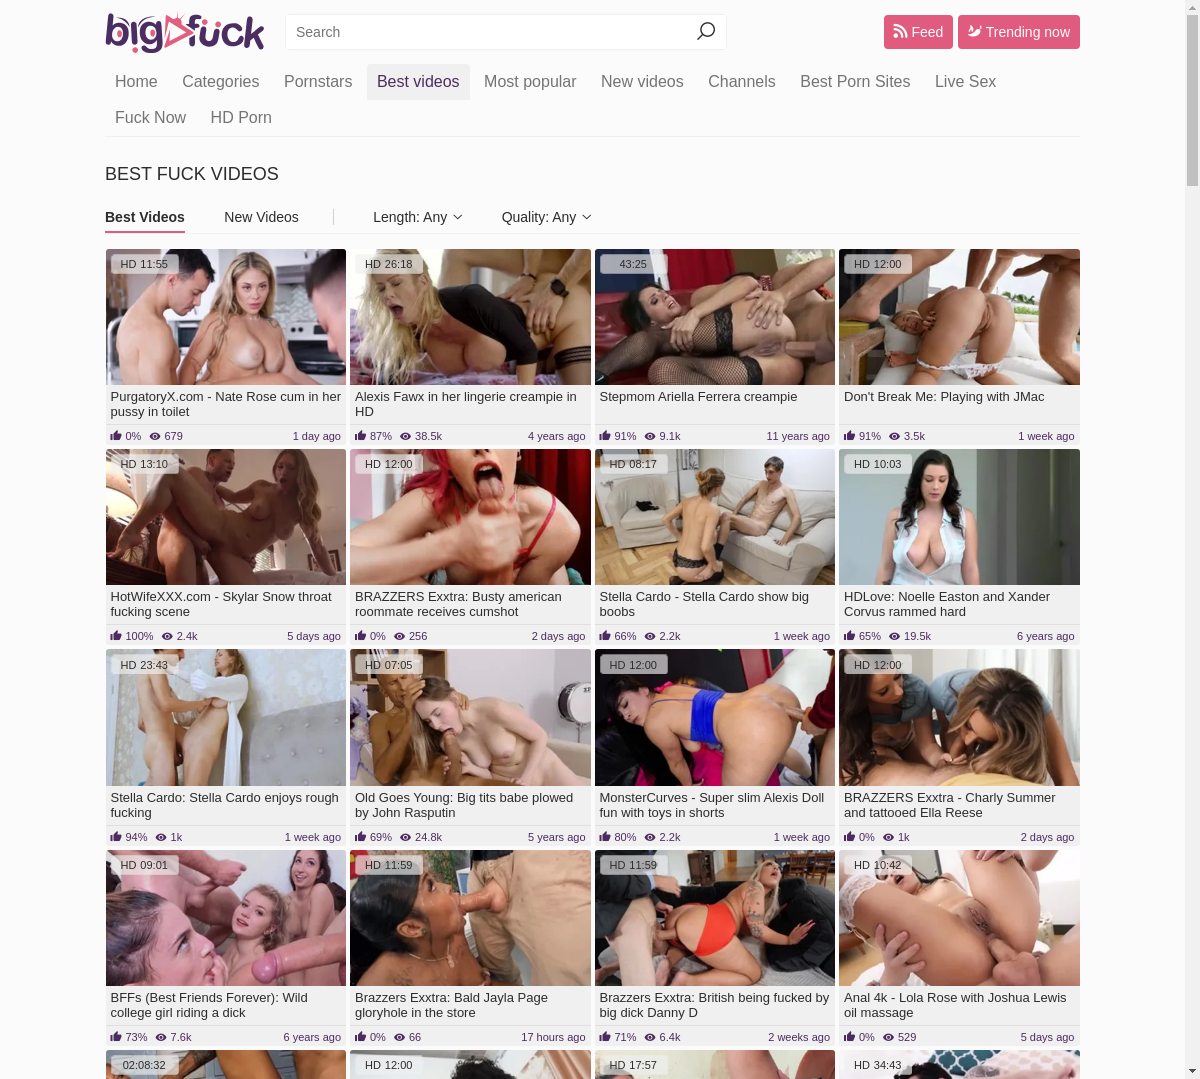 bigfuck
Search
Feed
Trending now
Home Categories Pornstars Best videos Most popular New videos Channels Best Porn Sites Live Sex
Fuck Now HD Porn
BEST FUCK VIDEOS
Best Videos New Videos Length: Any Quality: Any
HD 11:55
HD 26:18
43:25
HD 12:00
PurgatoryX.com - Nate Rose cum in her
pussy in toilet
Alexis Fawx in her lingerie creampie in
HD
Stepmom Ariella Ferrera creampie
Don't Break Me: Playing with JMac
0% 679 1 day ago
87% 38.5k 4 years ago
91% 9.1k 11 years ago
91% 3.5k 1 week ago
HD 13:10
HD 12:00
HD 08:17
HD 10:03
HotWifeXXX.com - Skylar Snow throat
fucking scene
BRAZZERS Exxtra: Busty american
roommate receives cumshot
Stella Cardo - Stella Cardo show big
boobs
HDLove: Noelle Easton and Xander
Corvus rammed hard
100% 2.4k 5 days ago
0% 256 2 days ago
66% 2.2k 1 week ago
65% 19.5k 6 years ago
HD 23:43
HD 07:05
HD 12:00
HD 12:00
Stella Cardo: Stella Cardo enjoys rough
fucking
Old Goes Young: Big tits babe plowed
by John Rasputin
MonsterCurves - Super slim Alexis Doll
fun with toys in shorts
BRAZZERS Exxtra - Charly Summer
and tattooed Ella Reese
94% 1k 1 week ago
69% 24.8k 5 years ago
80% 2.2k 1 week ago
0% 1k 2 days ago
HD 09:01
HD 11:59
HD 11:59
HD 10:42
BFFs (Best Friends Forever): Wild
college girl riding a dick
Brazzers Exxtra: Bald Jayla Page
gloryhole in the store
Brazzers Exxtra: British being fucked by
big dick Danny D
Anal 4k - Lola Rose with Joshua Lewis
oil massage
73% 7.6k 6 years ago
0% 66 17 hours ago
71% 6.4k 2 weeks ago
0% 529 5 days ago
02:08:32
HD 12:00
HD 17:57
HD 34:43